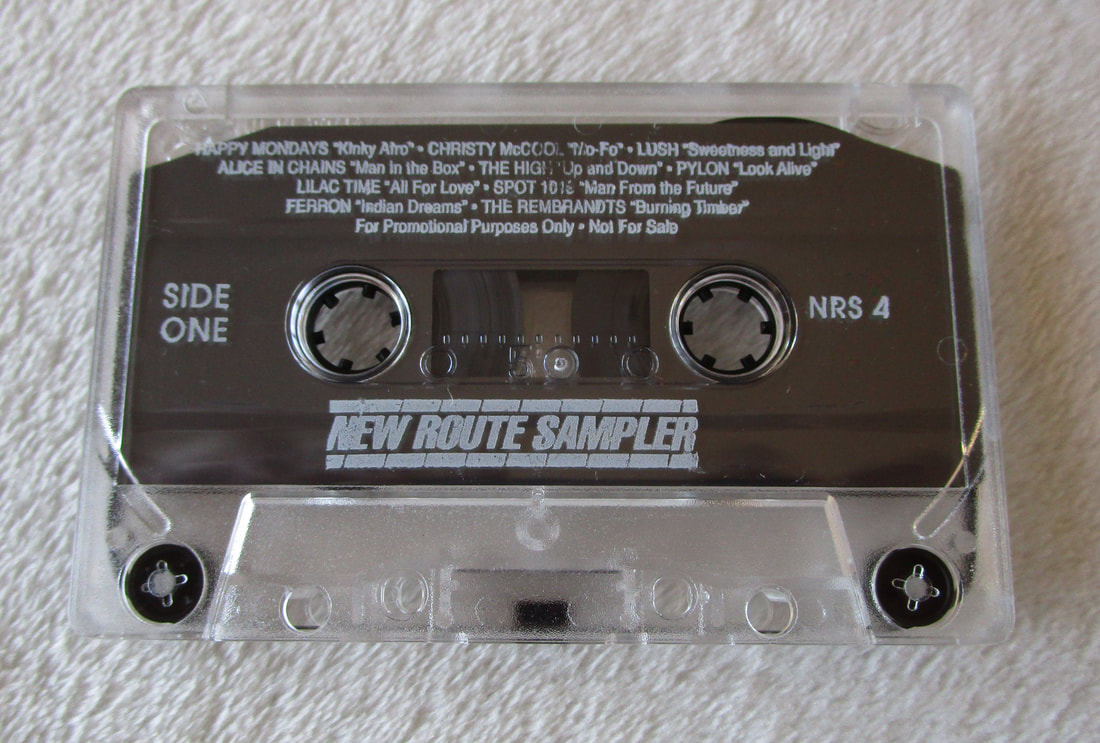 HAPPY MONDAYS "Kinky Afro" • CHRISTY McCOOL "Mo-Fo" • LUSH "Sweetness and Light"
ALICE IN CHAINS "Man in the Box" • THE HIGH "Up and Down" • PYLON "Look Alive"
LILAC TIME "All For Love" • SPOT 1019 "Man From the Future"
FERRON "Indian Dreams" • THE REMBRANDTS "Burning Timber"
For Promotional Purposes Only • Not For Sale
SIDE
ONE
NRS 4
50
NEW ROUTE SAMPLER